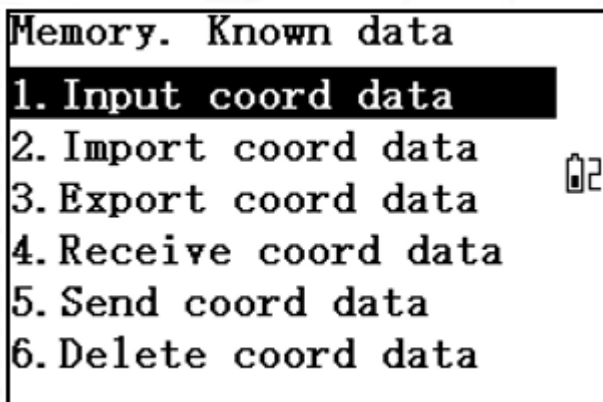 Memory. Known data
1. Input coord data
2. Import coord data
3. Export coord data
4. Receive coord data
5. Send coord data
6. Delete coord data
2